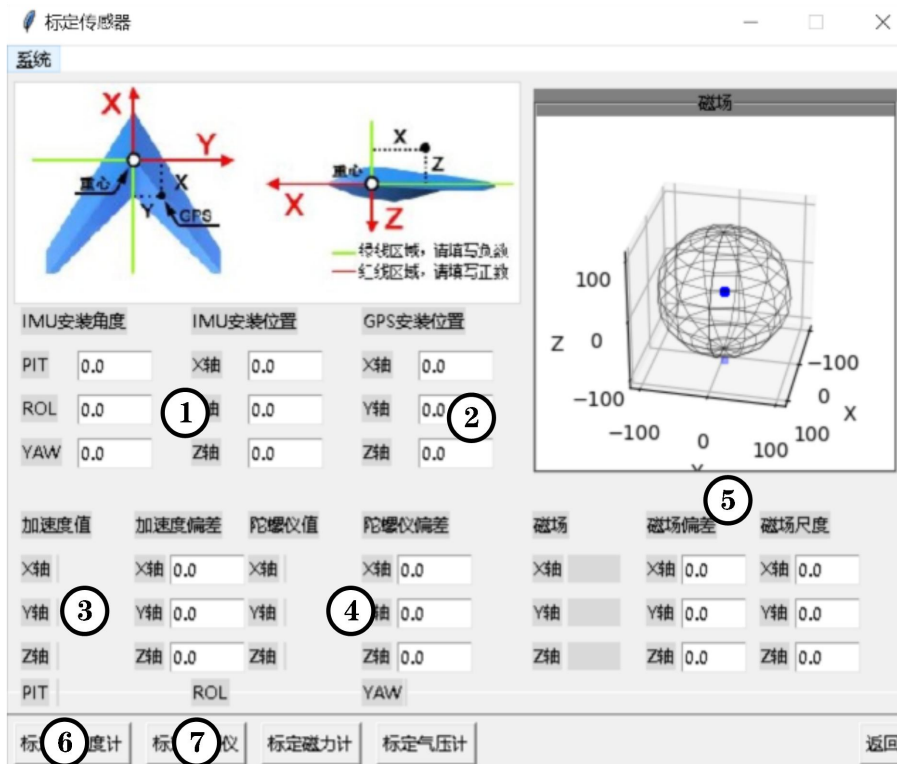 标定传感器
系统
X
Y
重心
X
Y
GPS
X
重心
Z
X
Z
绿线区域，请填写负数
红线区域，请填写正数
磁场
100
0
-100
Z
-100
0
100
-100
0
100
X
IMU安装角度 IMU安装位置 GPS安装位置
PIT 0.0 X轴 0.0 X轴 0.0
ROL 0.0 1 轴 0.0 Y轴 0.0 2
YAW 0.0 Z轴 0.0 Z轴 0.0
5
加速度值 加速度偏差 陀螺仪值 陀螺仪偏差 磁场 磁场偏差 磁场尺度
X轴 X轴 0.0 X轴 X轴 0.0 X轴 X轴 0.0 X轴 0.0
Y轴 3 Y轴 0.0 Y轴 4 轴 0.0 Y轴 Y轴 0.0 Y轴 0.0
Z轴 Z轴 0.0 Z轴 Z轴 0.0 Z轴 Z轴 0.0 Z轴 0.0
PIT ROL YAW
标 6 度计 标 7 仪 标定磁力计 标定气压计 返回